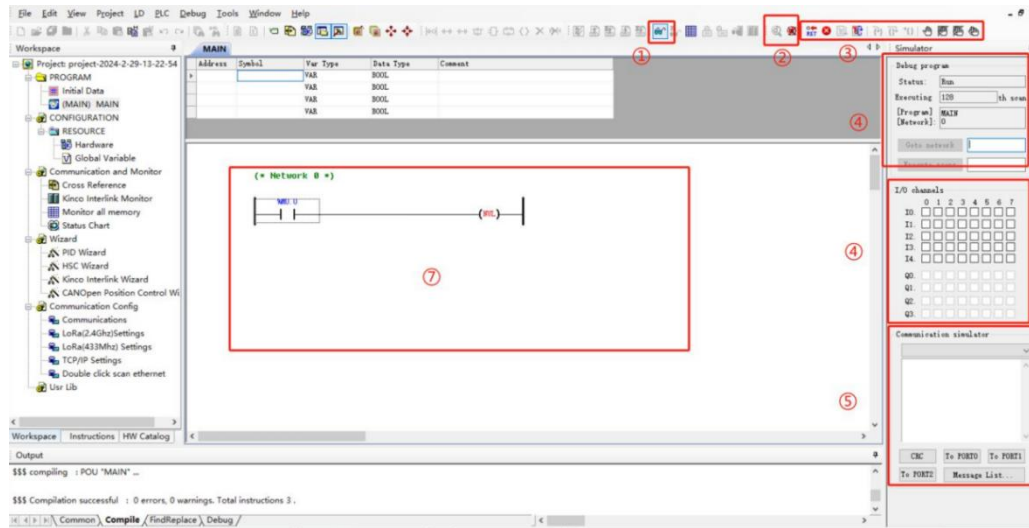 File Edit View Project LD PLC Debug Tools Window Help
Workspace
MAIN
Simulator
①
②
③
Project: project-2024-2-29-13-22-54
PROGRAM
Initial Data
(MAIN) MAIN
CONFIGURATION
RESOURCE
Hardware
Global Variable
Communication and Monitor
Cross Reference
Kinco Interlink Monitor
Monitor all memory
Status Chart
Wizard
PID Wizard
HSC Wizard
Kinco Interlink Wizard
CANOpen Position Control Wi
Communication Config
Communications
LoRa(2.4Ghz)Settings
LoRa(433Mhz) Settings
TCP/IP Settings
Double click scan ethernet
Usr Lib
Workspace Instructions HW Catalog
Address Symbol Var Type Data Type Comment
VAR BOOL
VAR BOOL
VAR BOOL
VAR BOOL
(* Network 0 *)
⑦
Debug program
Status: Run
Executing 128 th scan
[Program] MAIN
[Network]: 0
④
Goto network
I/O channels
0 1 2 3 4 5 6 7
I0.
I1.
I2.
I3.
I4.
Q0.
Q1.
Q2.
Q3.
④
Communication simulator
⑤
CRC To PORT0 To PORT1
To PORT2 Message List...
Output
$$$ compiling : POU "MAIN" ...
$$$ Compilation successful : 0 errors, 0 warnings. Total instructions 3 .
Common Compile FindReplace Debug